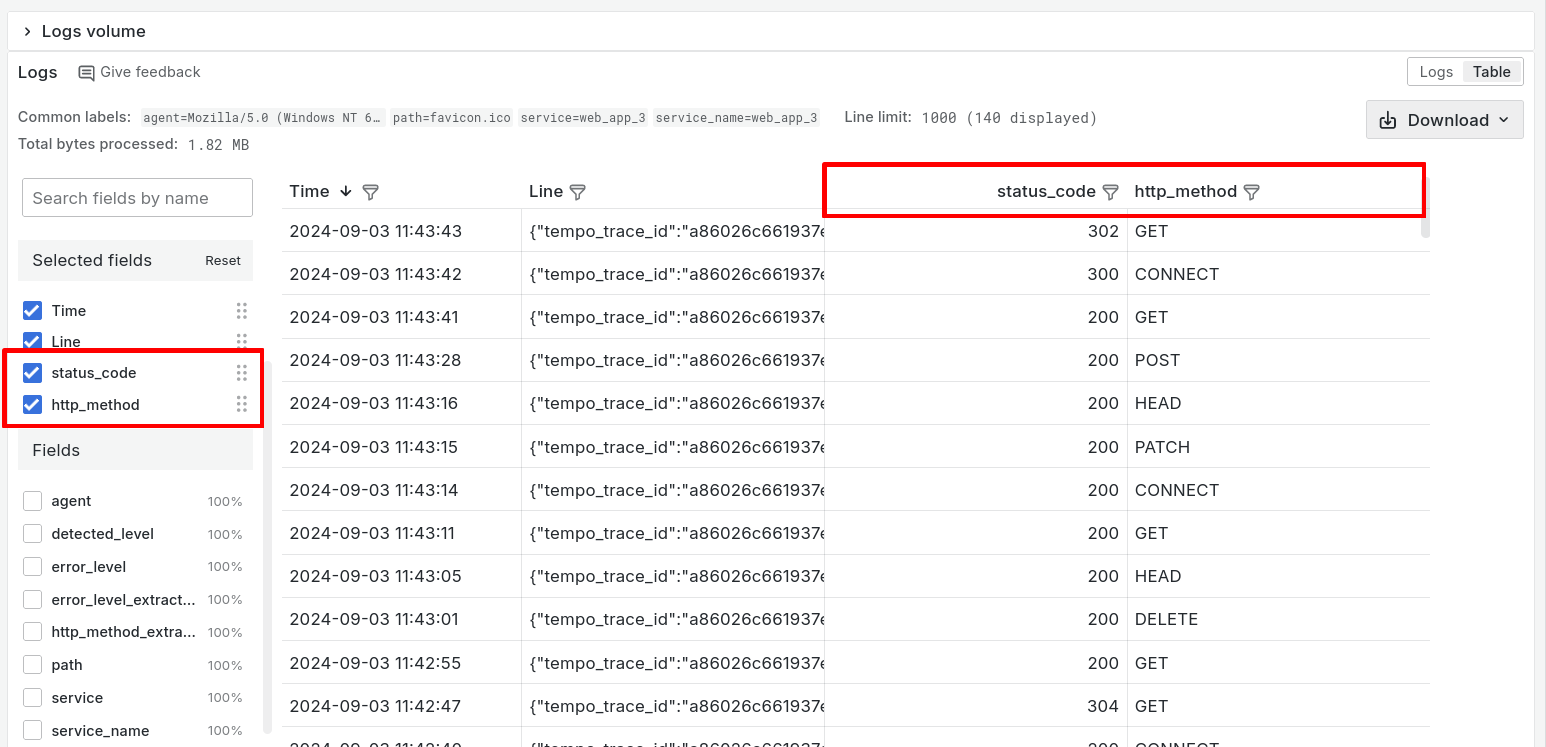 Logs volume
Logs Give feedback Logs Table
Common labels: agent=Mozilla/5.0 (Windows NT 6… path=favicon.ico service=web_app_3 service_name=web_app_3 Line limit: 1000 (140 displayed)
Download
Total bytes processed: 1.82 MB
Search fields by name
Selected fields Reset
Time
Line
status_code
http_method
Fields
agent 100%
detected_level 100%
error_level 100%
error_level_extract… 100%
http_method_extra… 100%
path 100%
service 100%
service_name 100%
Time Line status_code http_method
2024-09-03 11:43:43 {"tempo_trace_id":"a86026c661937e 302 GET
2024-09-03 11:43:42 {"tempo_trace_id":"a86026c661937e 300 CONNECT
2024-09-03 11:43:41 {"tempo_trace_id":"a86026c661937e 200 GET
2024-09-03 11:43:28 {"tempo_trace_id":"a86026c661937e 200 POST
2024-09-03 11:43:16 {"tempo_trace_id":"a86026c661937e 200 HEAD
2024-09-03 11:43:15 {"tempo_trace_id":"a86026c661937e 200 PATCH
2024-09-03 11:43:14 {"tempo_trace_id":"a86026c661937e 200 CONNECT
2024-09-03 11:43:11 {"tempo_trace_id":"a86026c661937e 200 GET
2024-09-03 11:43:05 {"tempo_trace_id":"a86026c661937e 200 HEAD
2024-09-03 11:43:01 {"tempo_trace_id":"a86026c661937e 200 DELETE
2024-09-03 11:42:55 {"tempo_trace_id":"a86026c661937e 200 GET
2024-09-03 11:42:47 {"tempo_trace_id":"a86026c661937e 304 GET